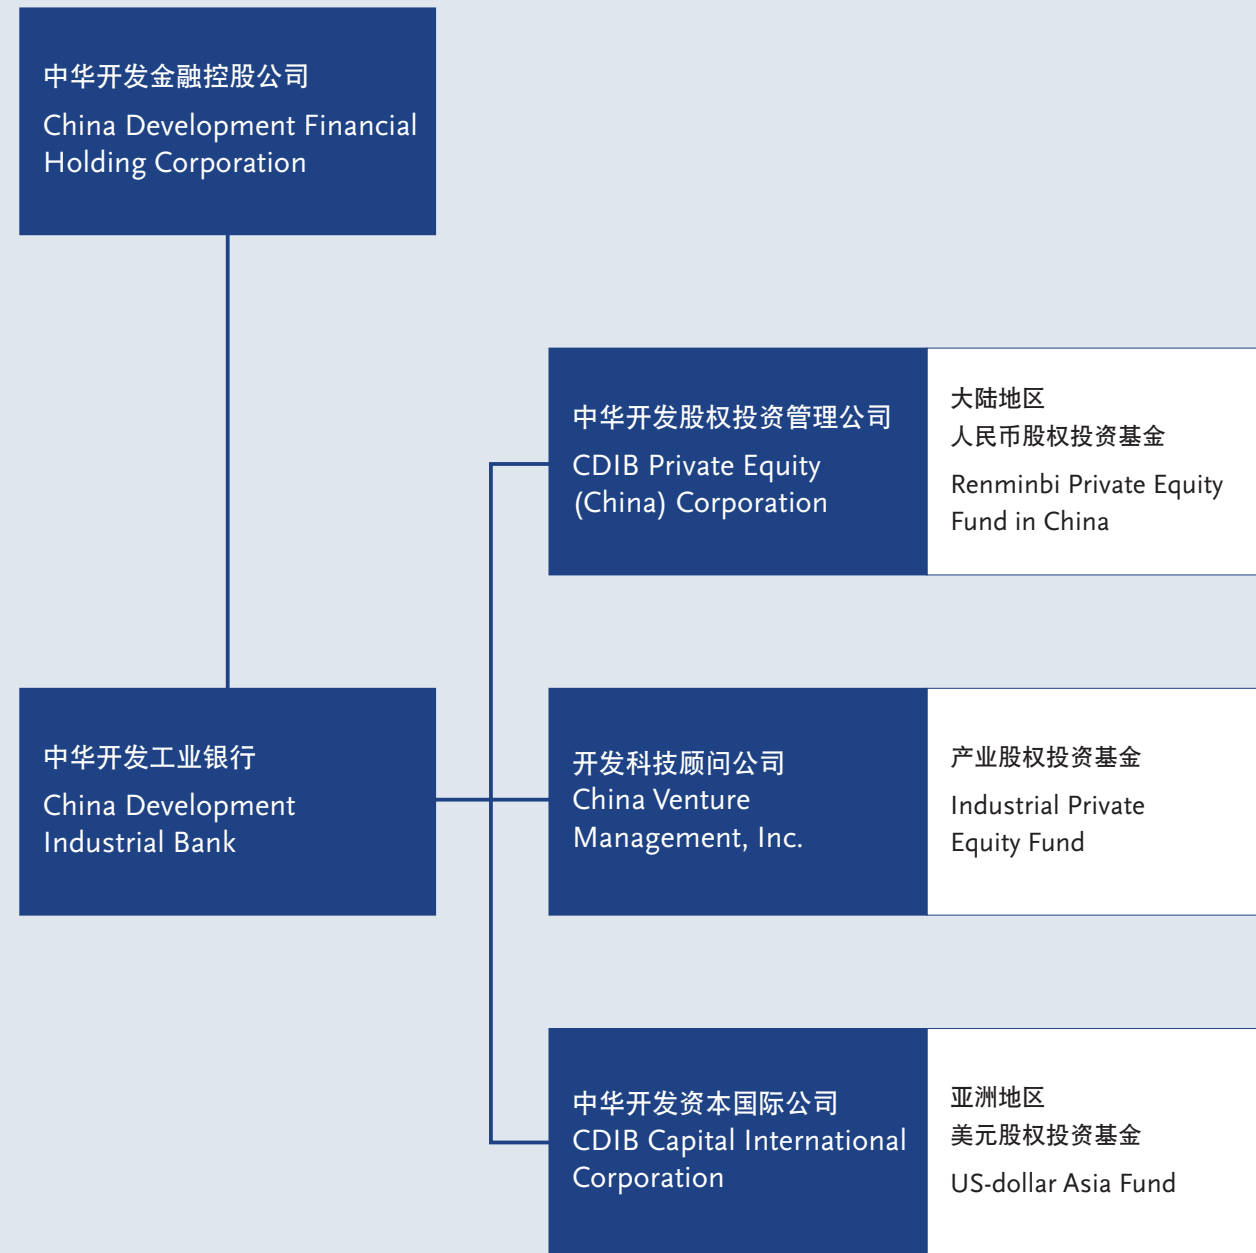 中华开发金融控股公司
China Development Financial
Holding Corporation
中华开发股权投资管理公司
CDIB Private Equity
(China) Corporation
大陆地区
人民币股权投资基金
Renminbi Private Equity
Fund in China
中华开发工业银行
China Development
Industrial Bank
开发科技顾问公司
China Venture
Management, Inc.
产业股权投资基金
Industrial Private
Equity Fund
中华开发资本国际公司
CDIB Capital International
Corporation
亚洲地区
美元股权投资基金
US-dollar Asia Fund